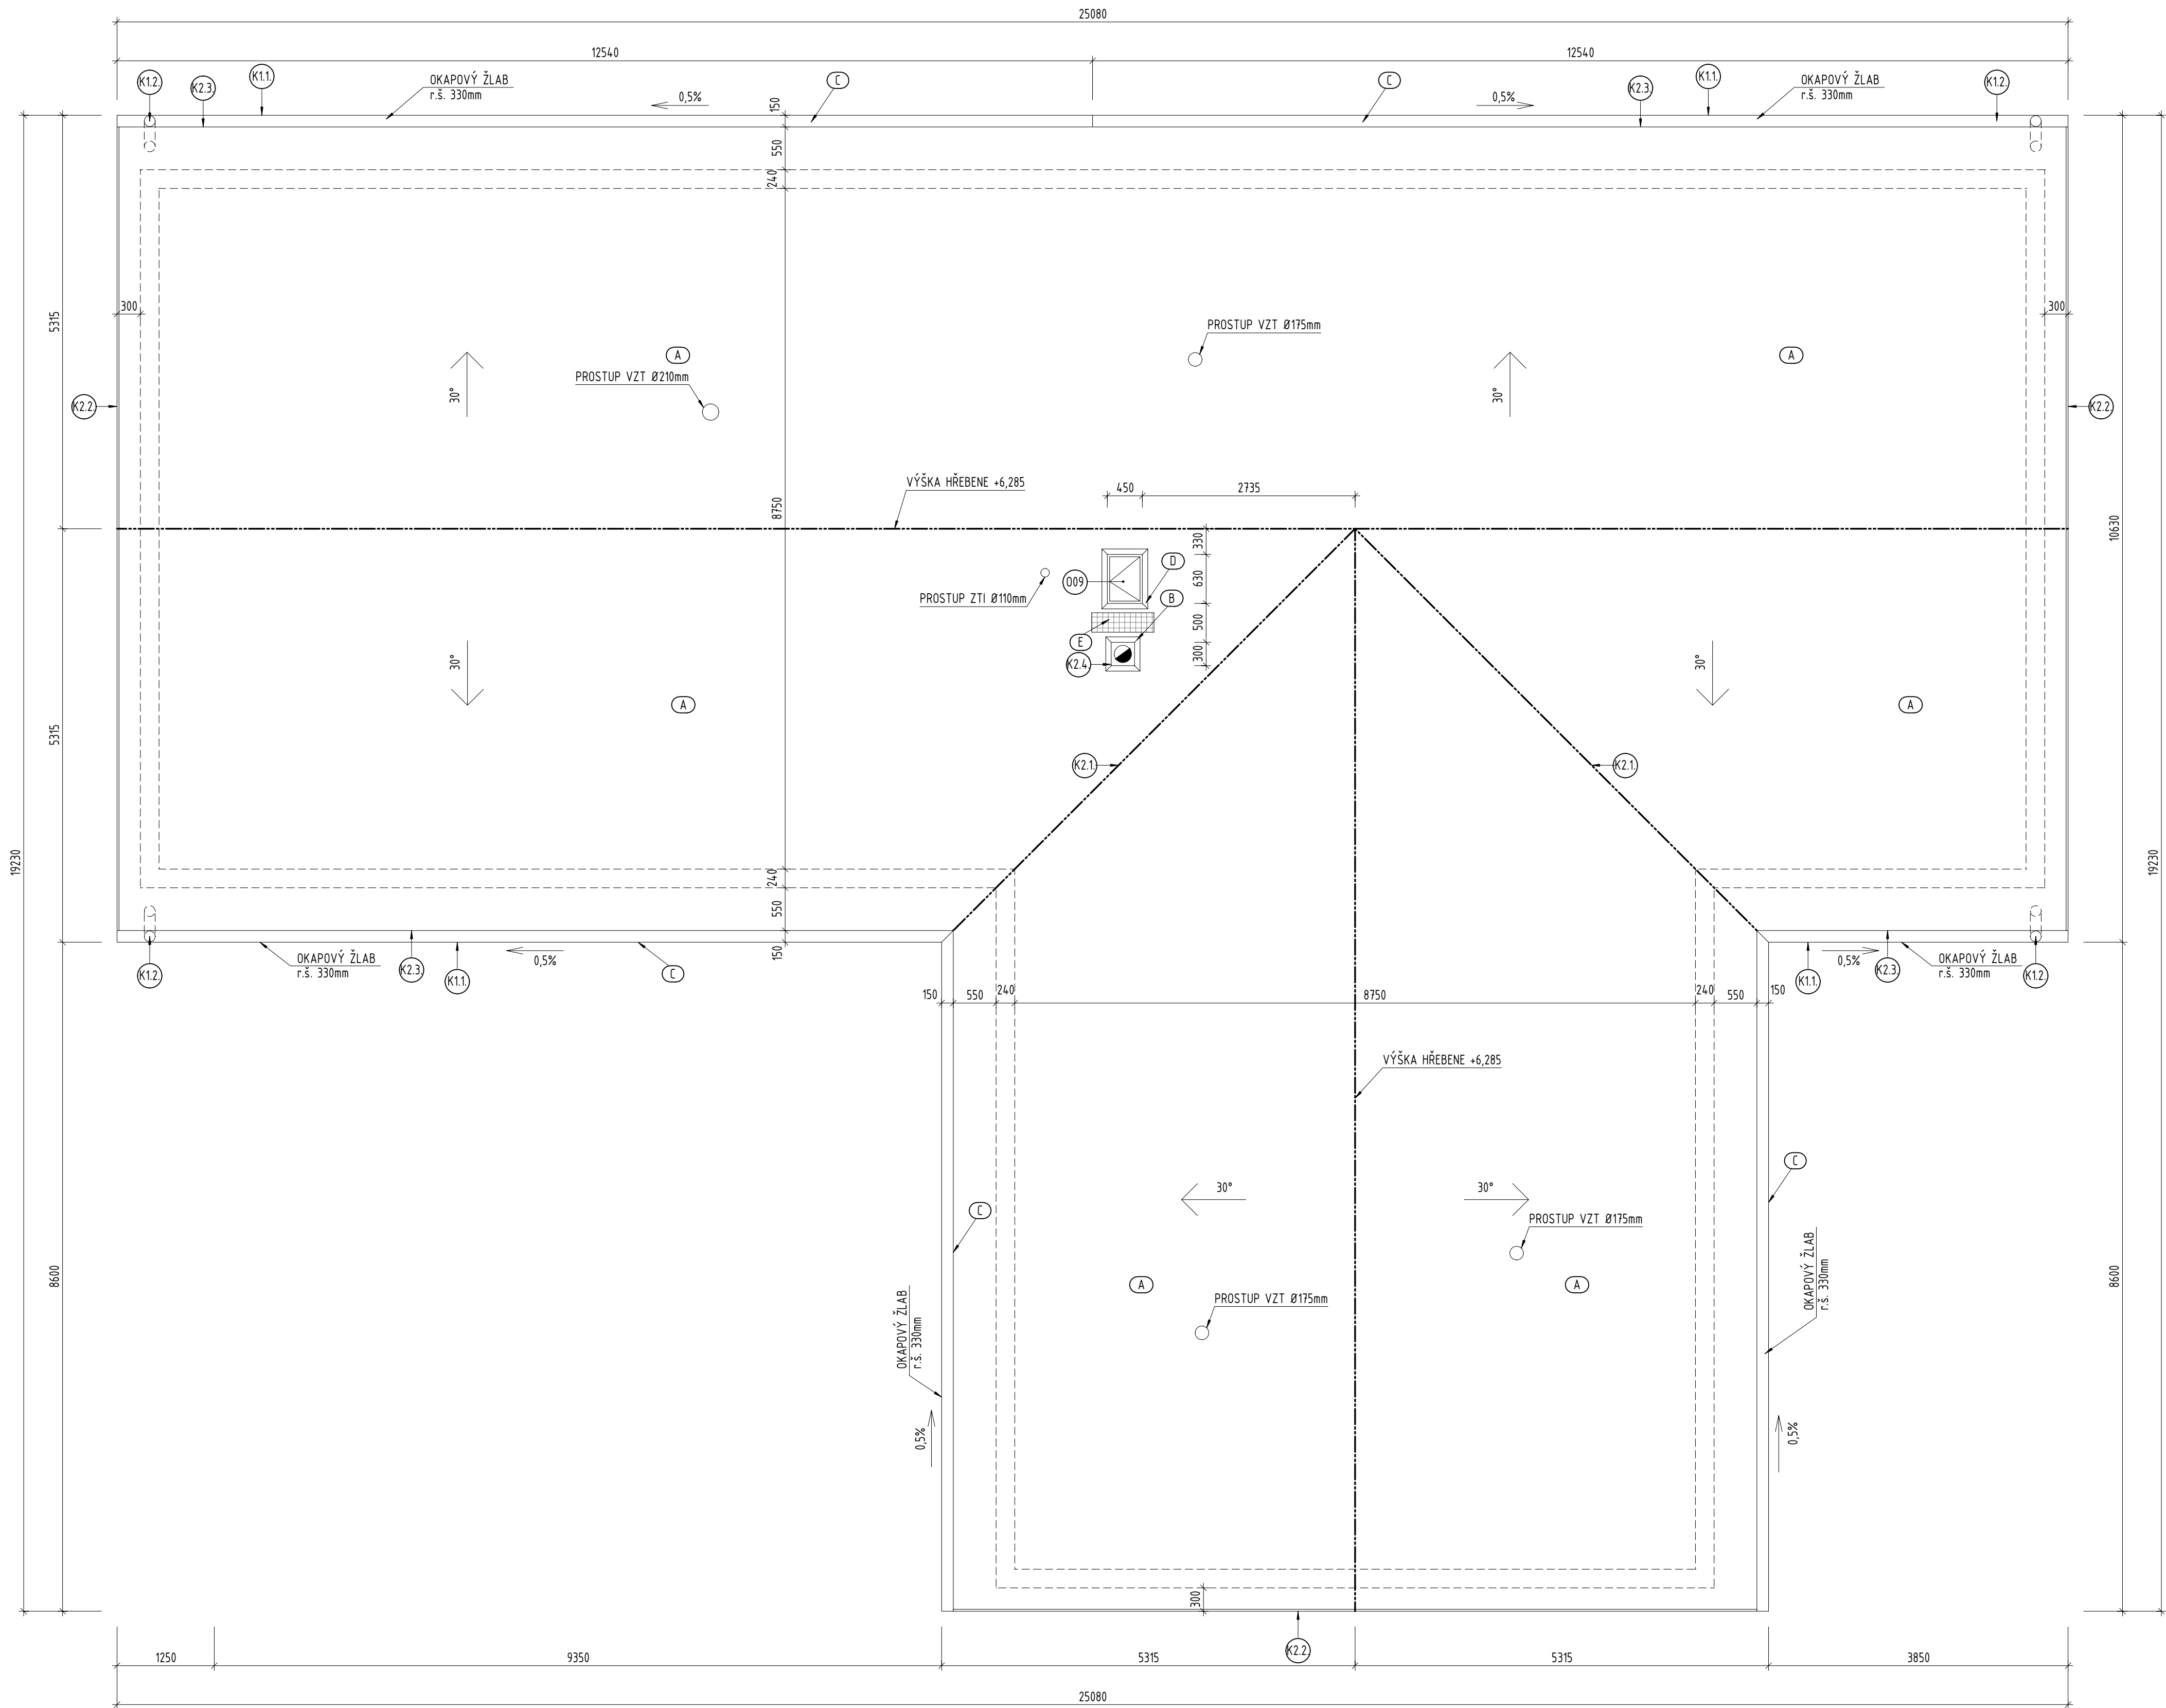 25080
12540
12540
K1.2.
K2.3.
K1.1.
OKAPOVÝ ŽLAB
r.š. 330mm
0,5%
150
C
C
0,5%
K2.3.
K1.1.
OKAPOVÝ ŽLAB
r.š. 330mm
K1.2.
550
240
300
300
5315
PROSTUP VZT Ø175mm
A
A
PROSTUP VZT Ø210mm
30°
30°
K2.2.
K2.2.
VÝŠKA HŘEBENE +6,285
450
2735
8750
10630
330
D
O09
630
PROSTUP ZTI Ø110mm
B
500
E
K2.4.
300
30°
30°
A
A
5315
K2.1.
K2.1.
19230
19230
240
550
150
K1.2.
OKAPOVÝ ŽLAB
r.š. 330mm
K2.3.
K1.1.
0,5%
C
K1.1.
0,5%
K2.3.
OKAPOVÝ ŽLAB
r.š. 330mm
K1.2.
150
550
240
8750
240
550
150
VÝŠKA HŘEBENE +6,285
C
C
30°
30°
PROSTUP VZT Ø175mm
8600
8600
A
A
OKAPOVÝ ŽLAB
r.š. 330mm
PROSTUP VZT Ø175mm
OKAPOVÝ ŽLAB
r.š. 330mm
0,5%
0,5%
300
K2.2.
1250
9350
5315
5315
3850
25080